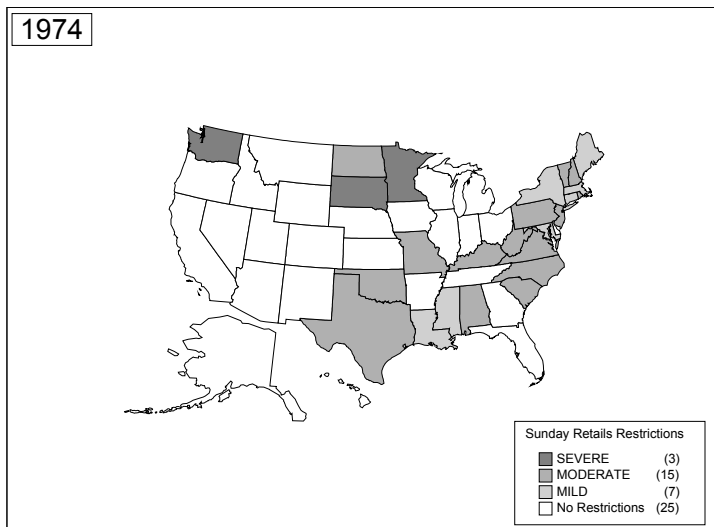 1974
Sunday Retails Restrictions
SEVERE (3)
MODERATE (15)
MILD (7)
No Restrictions (25)